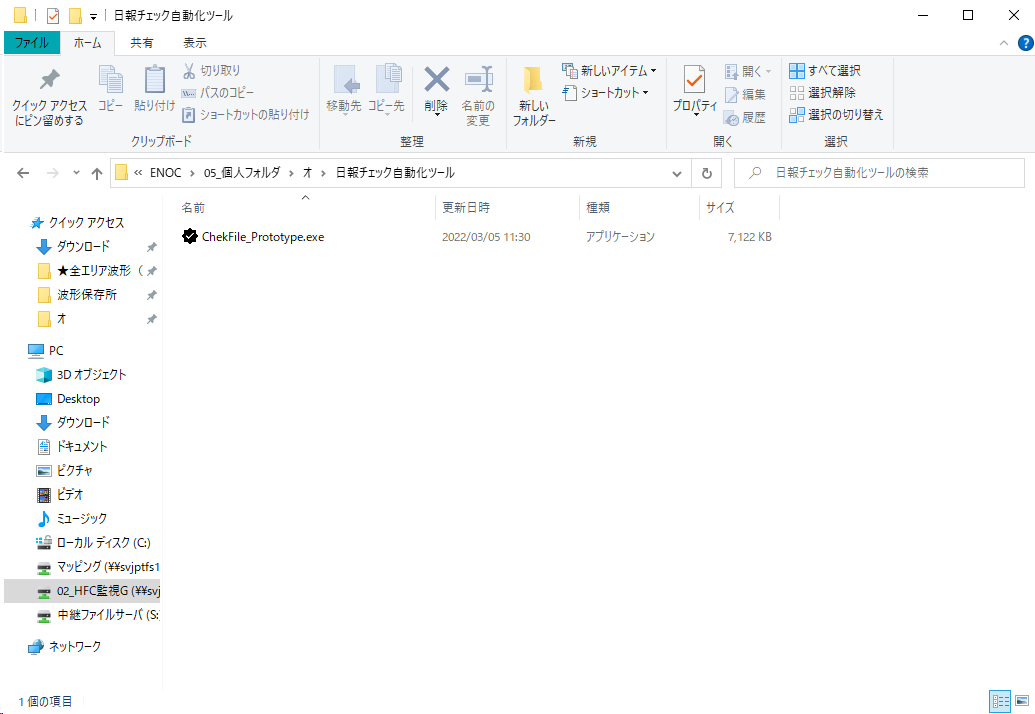 日報チェック自動化ツール
ファイル ホーム 共有 表示
クイック アクセス
にピン留めする
コピー
貼り付け
切り取り
パスのコピー
ショートカットの貼り付け
クリップボード
移動先
コピー先
削除
名前の
変更
整理
新しい
フォルダー
新しいアイテム
ショートカット
新規
プロパティ
開く
編集
履歴
開く
すべて選択
選択解除
選択の切り替え
選択
« ENOC › 05_個人フォルダ › オ › 日報チェック自動化ツール
日報チェック自動化ツールの検索
名前 更新日時 種類 サイズ
ChekFile_Prototype.exe 2022/03/05 11:30 アプリケーション 7,122 KB
クイック アクセス
ダウンロード
★全エリア波形 (
波形保存所
オ
PC
3D オブジェクト
Desktop
ダウンロード
ドキュメント
ピクチャ
ビデオ
ミュージック
ローカル ディスク (C:)
マッピング (¥¥svjptfs1
02_HFC監視G (¥¥svj
中継ファイルサーバ (S:
ネットワーク
1 個の項目